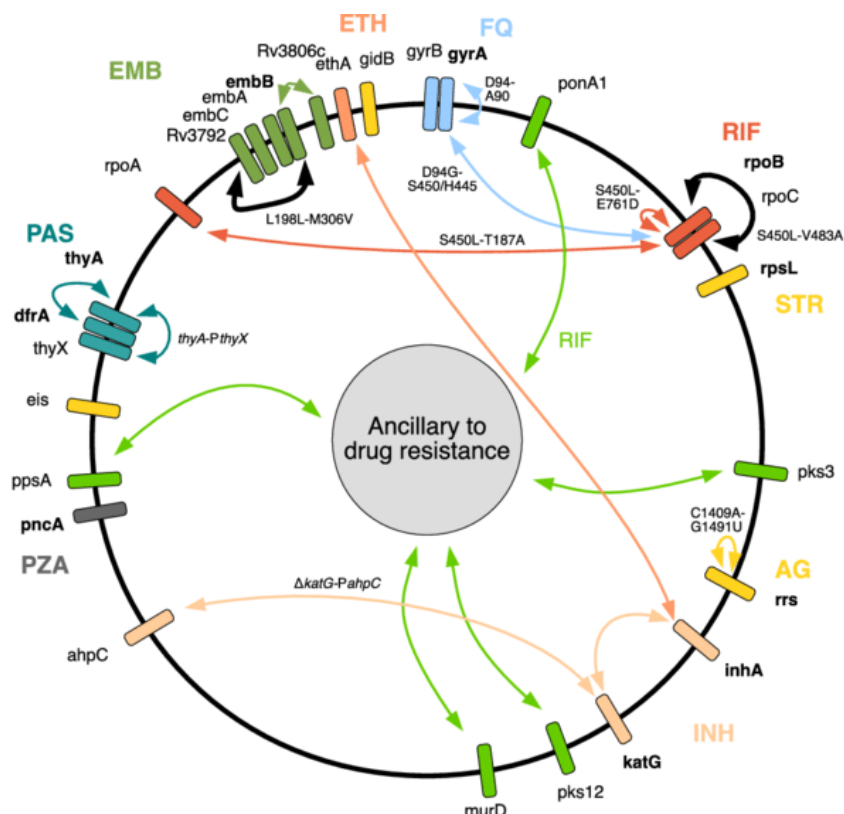 ETH
FQ
Rv3806c
ethA
gidB
gyrB
gyrA
EMB
embB
embA
embC
Rv3792
D94-
A90
ponA1
RIF
rpoB
rpoC
rpoA
D94G-
S450/H445
S450L-
E761D
L198L-M306V
S450L-T187A
S450L-V483A
PAS
thyA
rpsL
STR
dfrA
thyX
thyA-PthyX
RIF
eis
Ancillary to
drug resistance
ppsA
pks3
pncA
C1409A-
G1491U
PZA
AG
rrs
ΔkatG-PahpC
ahpC
inhA
INH
katG
pks12
murD